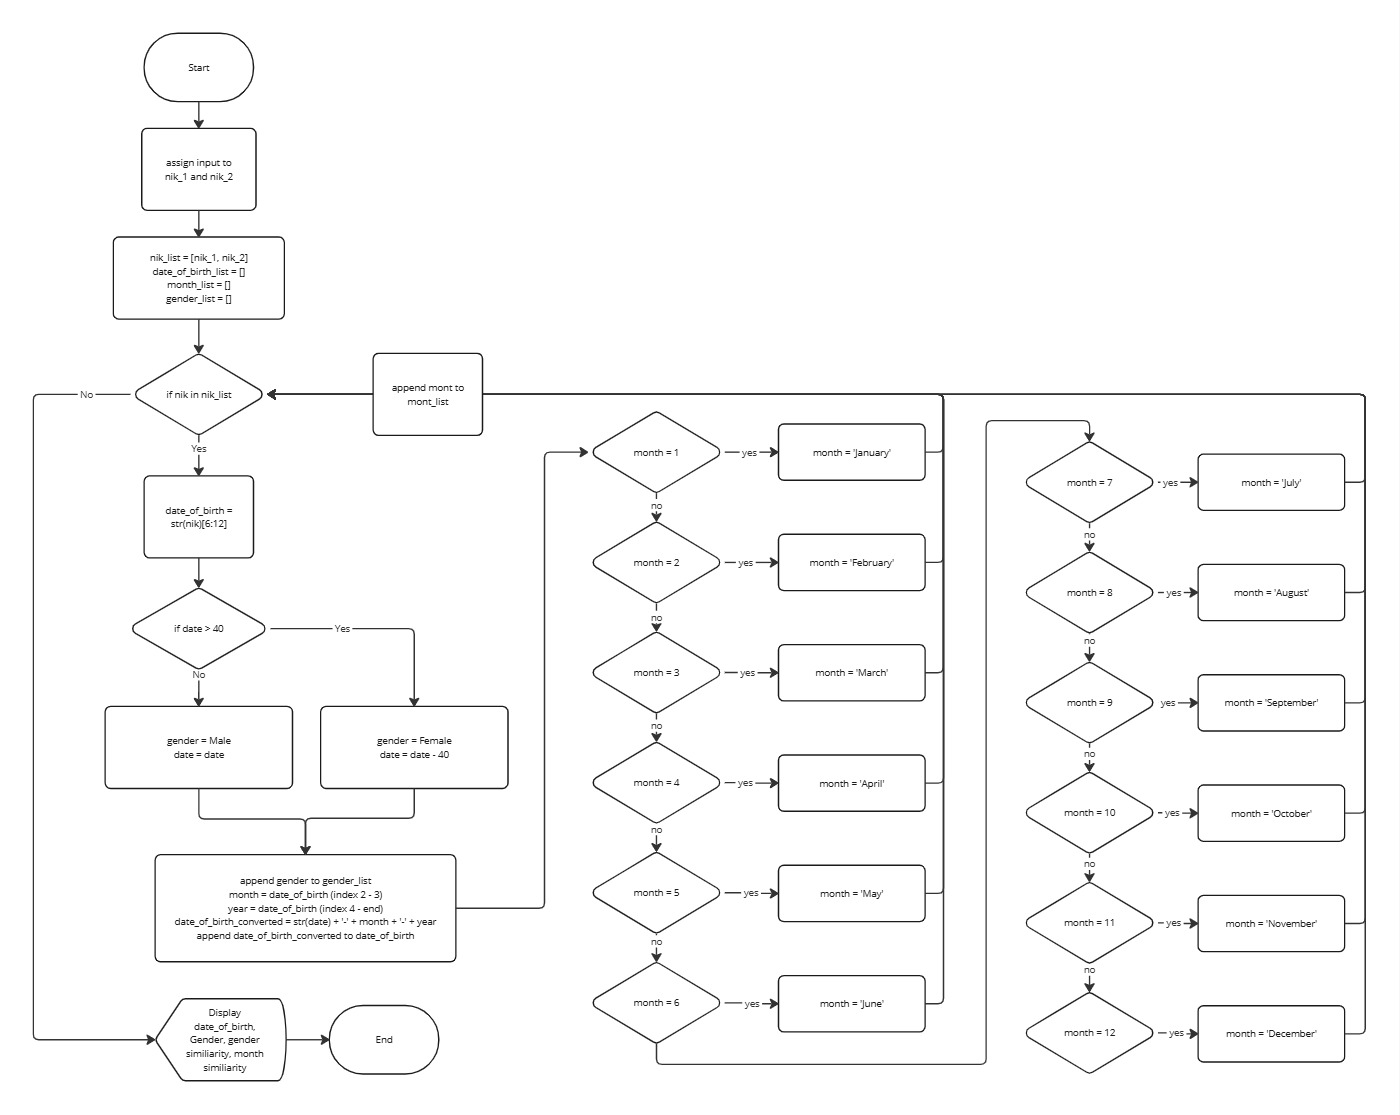 Start
assign input to
nik_1 and nik_2
nik_list = [nik_1, nik_2]
date_of_birth_list = []
month_list = []
gender_list = []
if nik in nik_list
No
Yes
append mont to
mont_list
date_of_birth =
str(nik)[6:12]
if date > 40
Yes
No
gender = Male
date = date
gender = Female
date = date - 40
append gender to gender_list
month = date_of_birth (index 2 - 3)
year = date_of_birth (index 4 - end)
date_of_birth_converted = str(date) + '-' + month + '-' + year
append date_of_birth_converted to date_of_birth
Display
date_of_birth,
Gender, gender
similiarity, month
similiarity
End
month = 1
yes
month = 'January'
no
month = 2
yes
month = 'February'
no
month = 3
yes
month = 'March'
no
month = 4
yes
month = 'April'
no
month = 5
yes
month = 'May'
no
month = 6
yes
month = 'June'
month = 7
yes
month = 'July'
no
month = 8
yes
month = 'August'
no
month = 9
yes
month = 'September'
no
month = 10
yes
month = 'October'
no
month = 11
yes
month = 'November'
no
month = 12
yes
month = 'December'